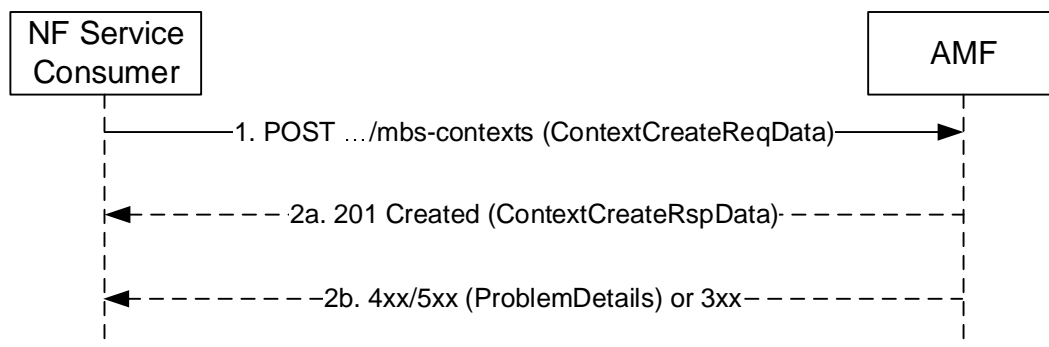 NF Service
Consumer
AMF
1. POST …/mbs-contexts (ContextCreateReqData)
2a. 201 Created (ContextCreateRspData)
2b. 4xx/5xx (ProblemDetails) or 3xx